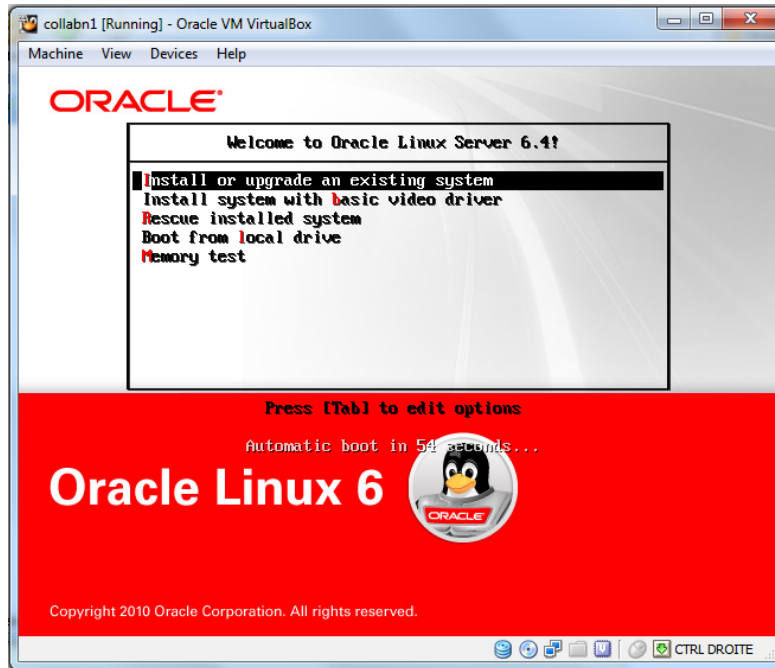 collabn1 [Running] - Oracle VM VirtualBox
Machine View Devices Help
ORACLE®
Welcome to Oracle Linux Server 6.4!
Install or upgrade an existing system
Install system with basic video driver
Rescue installed system
Boot from local drive
Memory test
Press [Tab] to edit options
Automatic boot in 54 seconds...
Oracle Linux 6
ORACLE
Copyright 2010 Oracle Corporation. All rights reserved.
CTRL DROITE